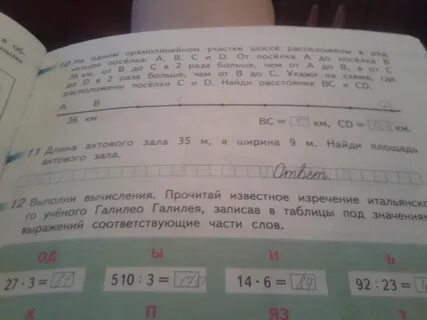 10 На одном прямолинейном участке шоссе расположены в ряд
четыре посёлка: A, B, C и D. От посёлка A до посёлка B
36 км, от B до C в 2 раза больше, чем от A до B, а от C
до D в 2 раза больше, чем от B до C. Укажи на схеме, где
расположены посёлки C и D. Найди расстояния BC и CD.
A B
36 км BC = км, CD = км.
11 Длина актового зала 35 м, а ширина 9 м. Найди площадь
актового зала.
Ответ.
12 Выполни вычисления. Прочитай известное изречение итальянско-
го учёного Галилео Галилея, записав в таблицы под значениями
выражений соответствующие части слов.
ОД Ы И Ь
27 · 3 = 510 : 3 = 170 14 · 6 = 84 92 : 23 =
К П ЯЗ Т